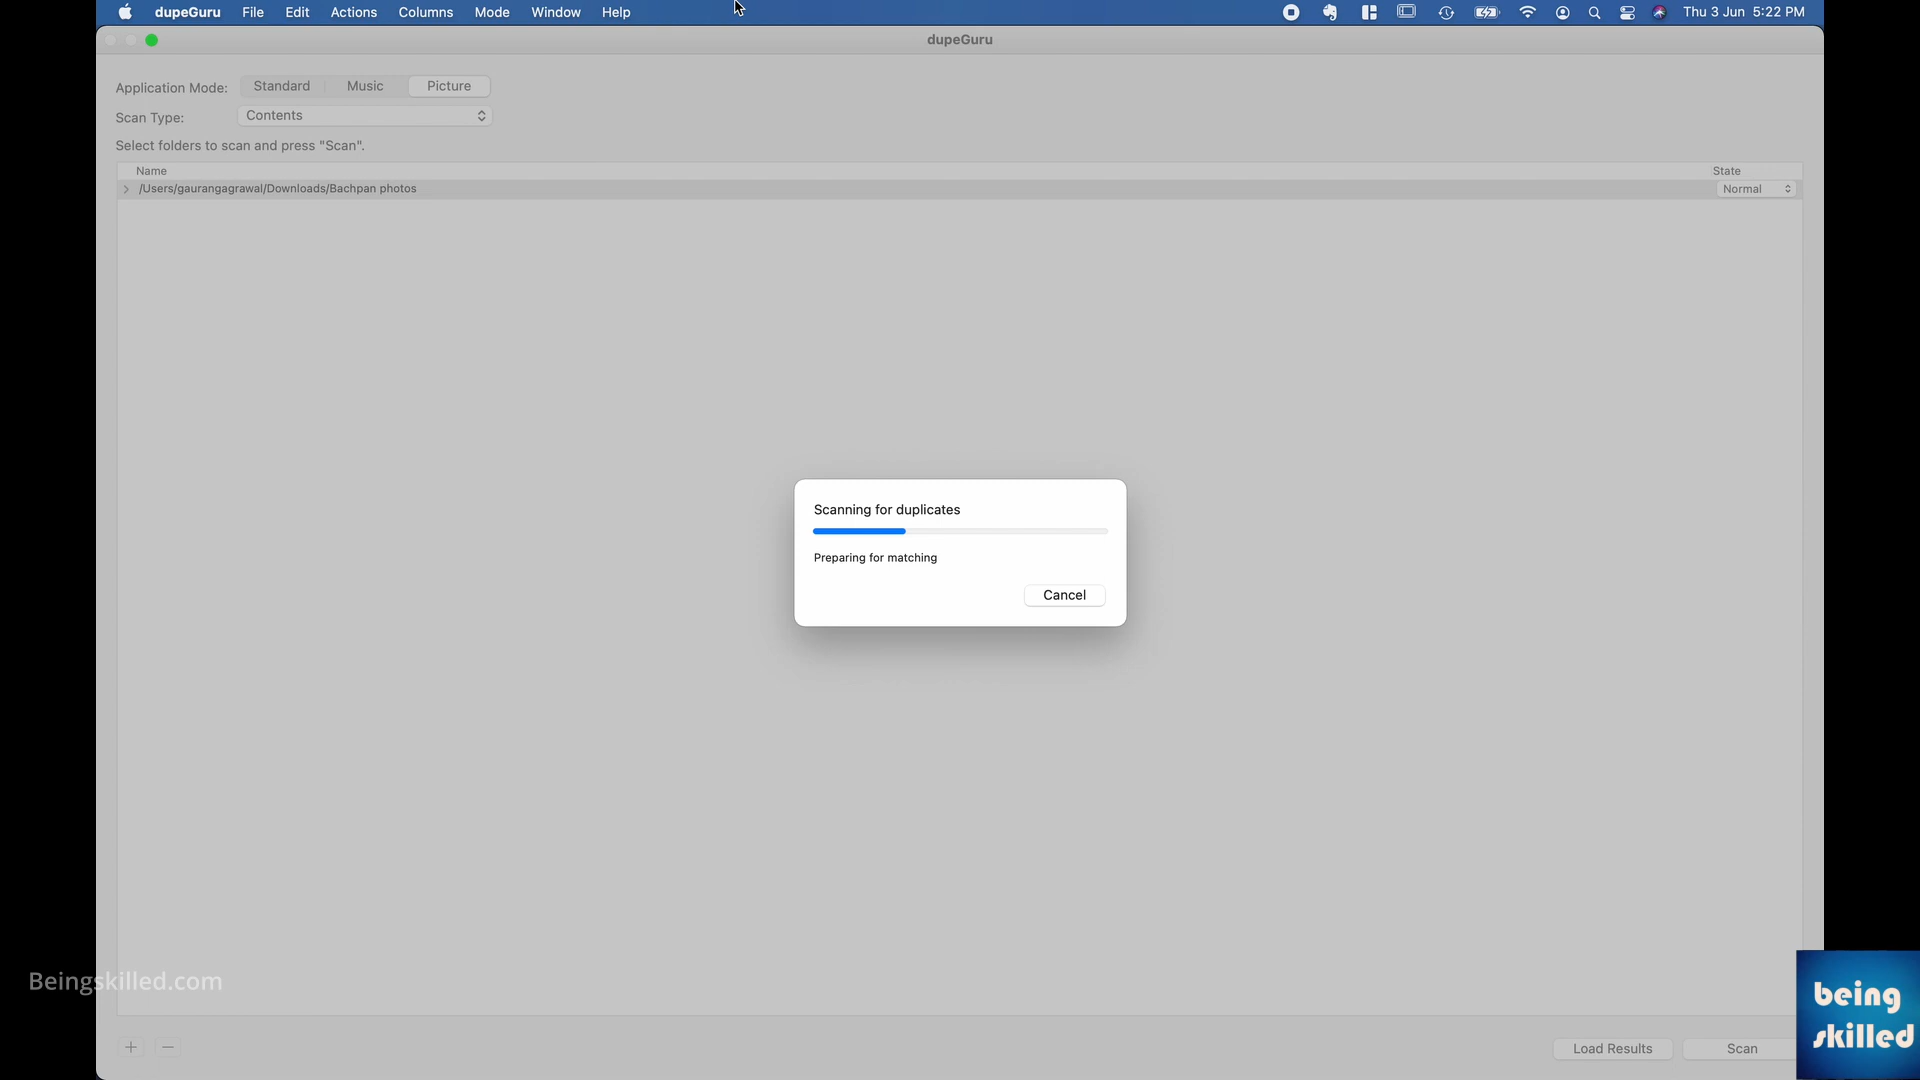 dupeGuru File Edit Actions Columns Mode Window Help Thu 3 Jun 5:22 PM
dupeGuru
Application Mode: Standard Music Picture
Scan Type: Contents
Select folders to scan and press "Scan".
Name State
/Users/gaurangagrawal/Downloads/Bachpan photos Normal
Scanning for duplicates
Preparing for matching
Cancel
Beingskilled.com
being
skilled
Load Results Scan